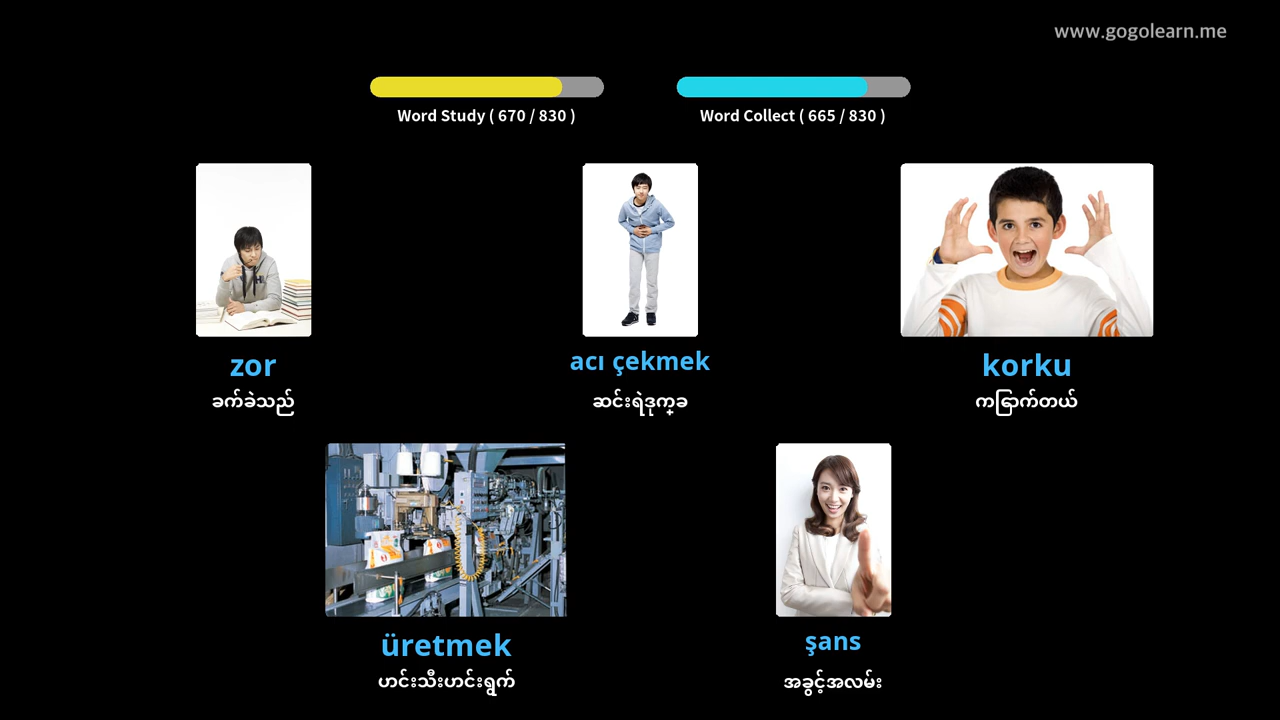 www.gogolearn.me
Word Study ( 670 / 830 )
Word Collect ( 665 / 830 )
zor
ခက်ခဲသည်
acı çekmek
ဆင်းရဲဒုက္ခ
korku
ကြောက်တယ်
üretmek
ဟင်းသီးဟင်းရွက်
şans
အခွင့်အလမ်း